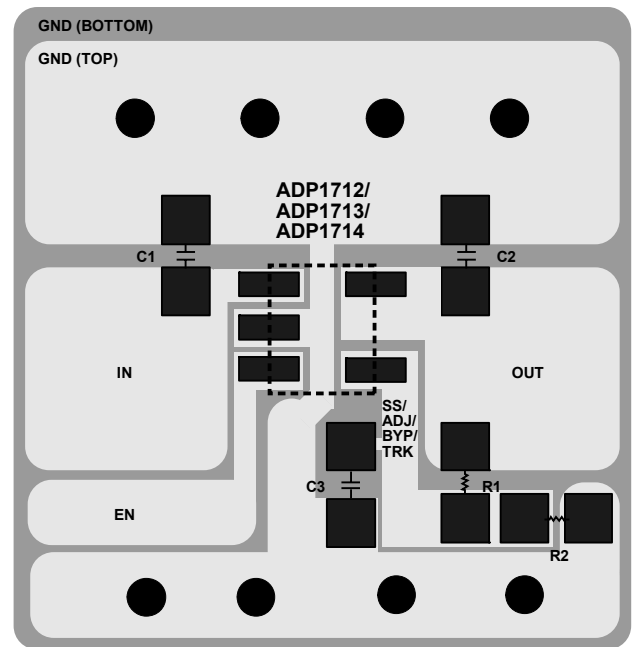 GND (BOTTOM)
GND (TOP)
ADP1712/
ADP1713/
ADP1714
C1
C2
IN
OUT
SS/
ADJ/
BYP/
TRK
C3
R1
EN
R2